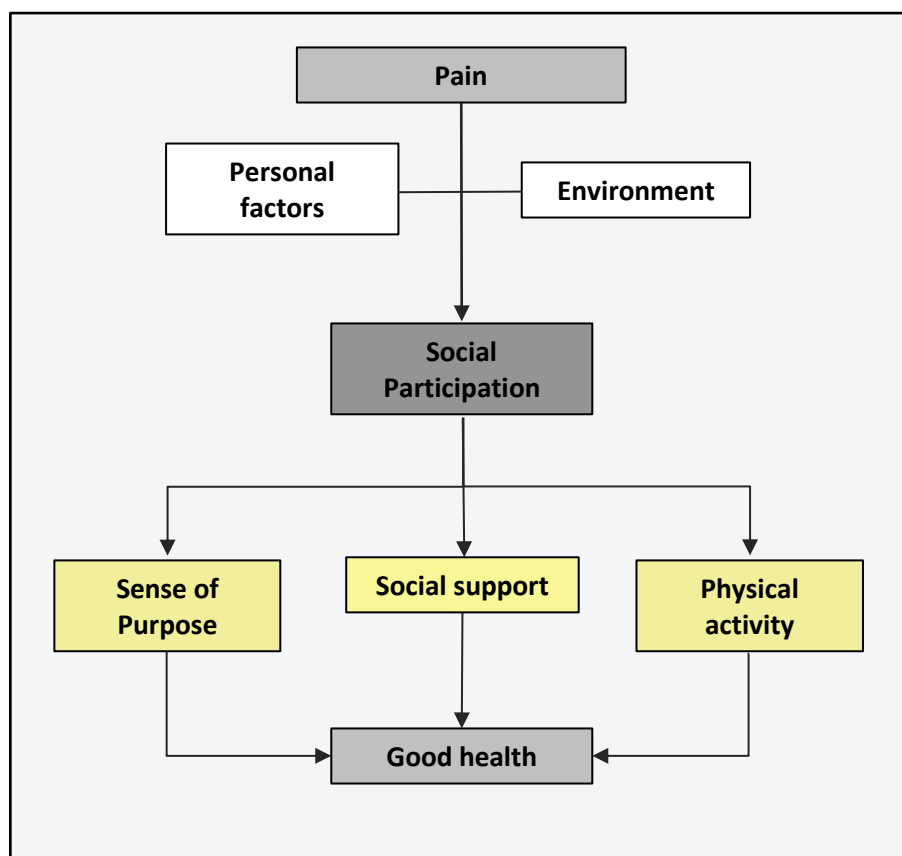 Pain
Personal
factors
Environment
Social
Participation
Sense of
Purpose
Social support
Physical
activity
Good health